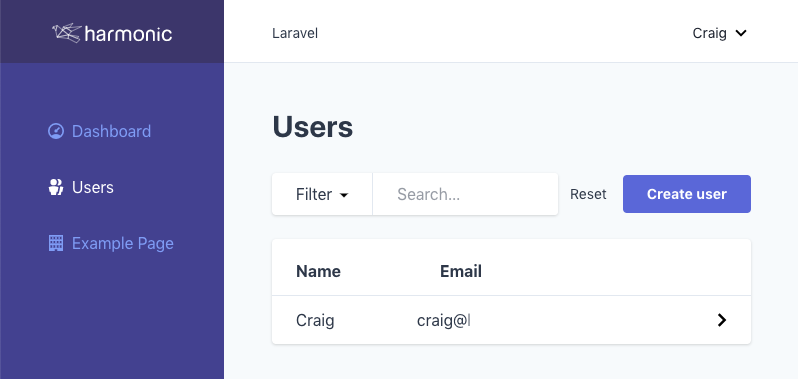 harmonic
Laravel
Craig
Dashboard
Users
Example Page
Users
Filter
Search...
Reset
Create user
Name Email
Craig craig@